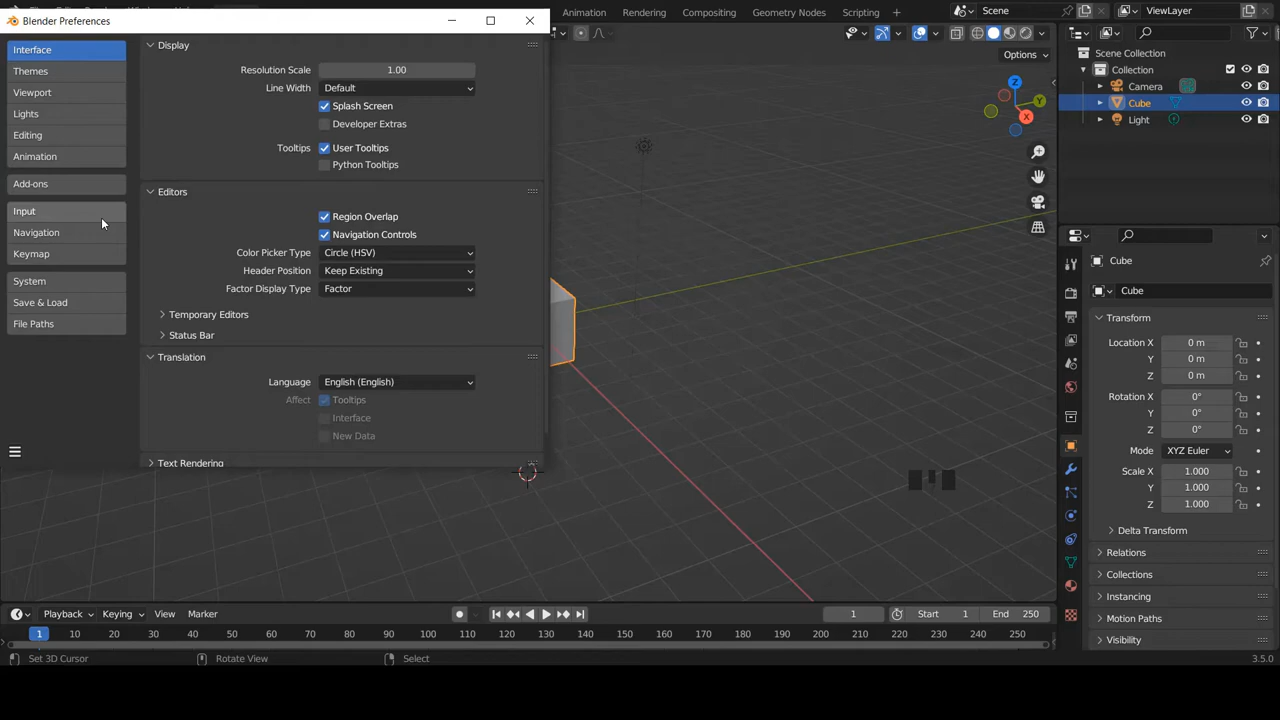 Blender Preferences
Animation Rendering Compositing Geometry Nodes Scripting Scene ViewLayer
Interface
Themes
Viewport
Lights
Editing
Animation
Add-ons
Input
Navigation
Keymap
System
Save & Load
File Paths
Display
Resolution Scale 1.00
Line Width Default
Splash Screen
Developer Extras
Tooltips User Tooltips
Python Tooltips
Editors
Region Overlap
Navigation Controls
Color Picker Type Circle (HSV)
Header Position Keep Existing
Factor Display Type Factor
Temporary Editors
Status Bar
Translation
Language English (English)
Affect Tooltips
Interface
New Data
Text Rendering
Options
Z
Y
X
Scene Collection
Collection
Camera
Cube
Light
Cube
Cube
Transform
Location X 0 m
Y 0 m
Z 0 m
Rotation X 0°
Y 0°
Z 0°
Mode XYZ Euler
Scale X 1.000
Y 1.000
Z 1.000
Delta Transform
Relations
Collections
Instancing
Motion Paths
Visibility
Playback Keying View Marker 1 Start 1 End 250
1 10 20 30 40 50 60 70 80 90 100 110 120 130 140 150 160 170 180 190 200 210 220 230 240 250
Set 3D Cursor Rotate View Select 3.5.0